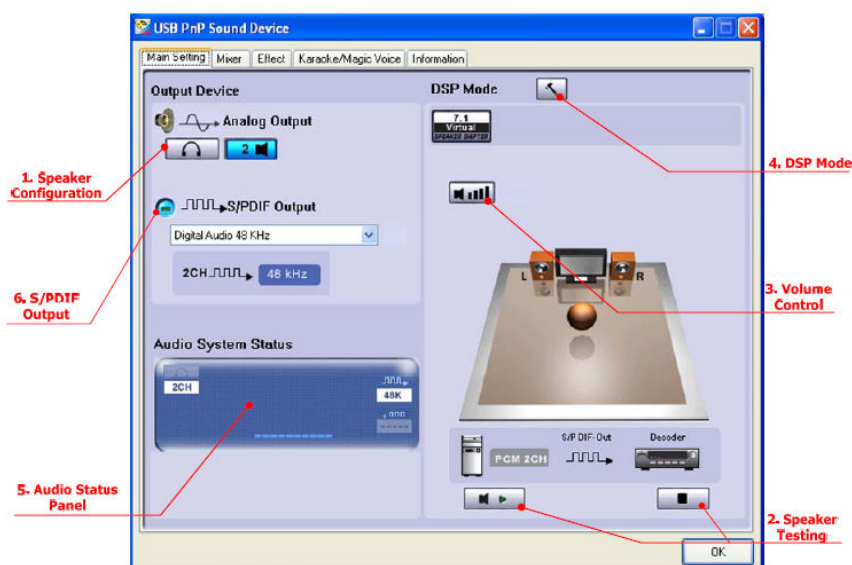 USB PnP Sound Device
Main Setting Mixer Effect Karaoke/Magic Voice Information
Output Device
Analog Output
2
S/PDIF Output
Digital Audio 48 KHz
2CH
48 kHz
Audio System Status
2CH
48K
DSP Mode
7.1
Virtual
SPEAKER SHIFTER
L
R
S/PDIF-Out
Decoder
PCM 2CH
OK
1. Speaker
Configuration
6. S/PDIF
Output
5. Audio Status
Panel
4. DSP Mode
3. Volume
Control
2. Speaker
Testing